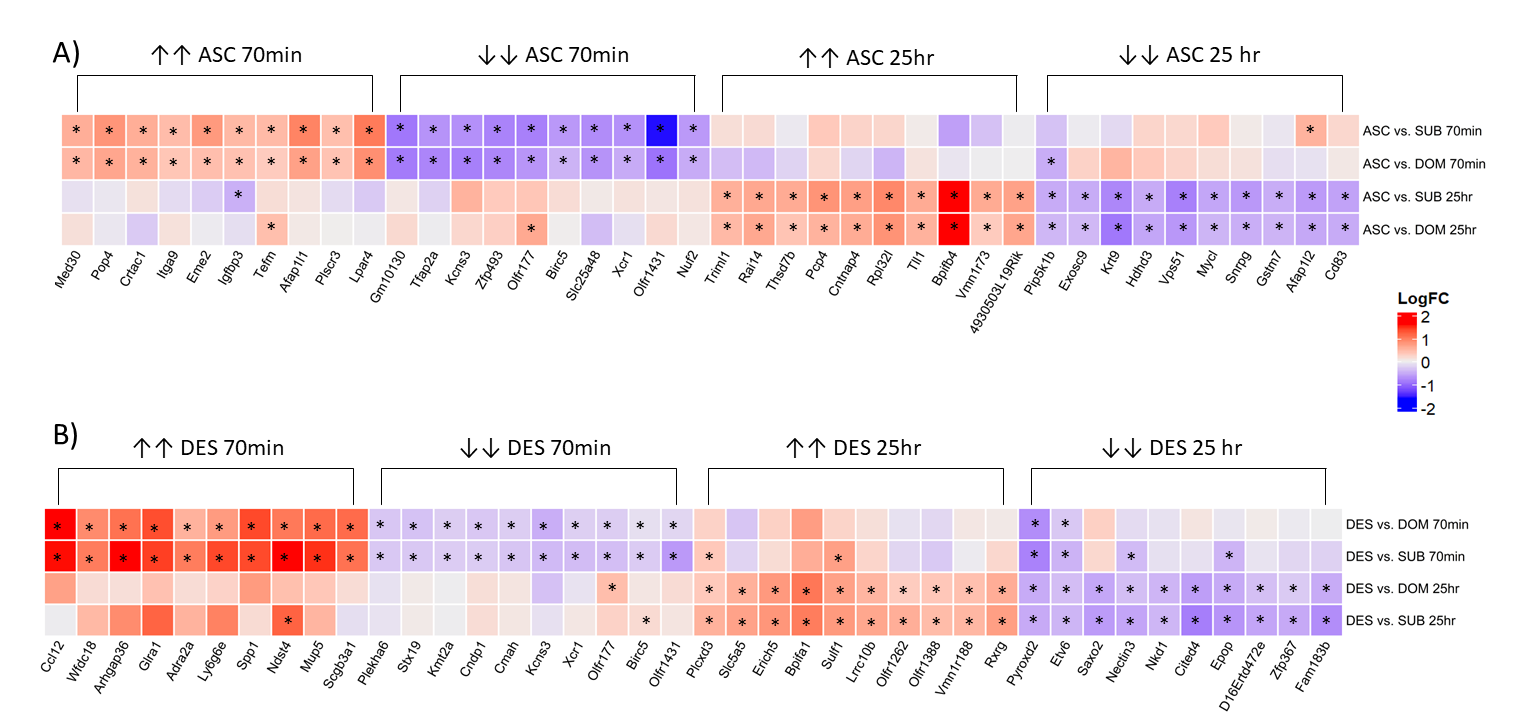 A)
↑↑ ASC 70min ↓↓ ASC 70min ↑↑ ASC 25hr ↓↓ ASC 25 hr
* * * * * * * * * * * * * * * * * * * * * ASC vs. SUB 70min
* * * * * * * * * * * * * * * * * * * * * ASC vs. DOM 70min
* * * * * * * * * * * * * * * * * * * * * ASC vs. SUB 25hr
* * * * * * * * * * * * * * * * * * * * * * ASC vs. DOM 25hr
Med30 Pop4 Crtac1 Itga9 Eme2 Igfbp3 Tefm Afap1l1 Plscr3 Lpar4 Gm10130 Tfap2a Kcns3 Zfp493 Olfr177 Birc5 Slc25a48 Xcr1 Olfr1431 Nuf2 Triml1 Rai14 Thsd7b Pcp4 Cntnap4 Rpl32l Tll1 Bpifb4 Vmn1r73 4930503L19Rik Pip5k1b Exosc9 Krt9 Hdhd3 Vps51 Mycl Snrpg Gstm7 Afap1l2 Cd83
LogFC
2
1
0
-1
-2
B)
↑↑ DES 70min ↓↓ DES 70min ↑↑ DES 25hr ↓↓ DES 25 hr
* * * * * * * * * * * * * * * * * * * * * * DES vs. DOM 70min
* * * * * * * * * * * * * * * * * * * * * * * * * * DES vs. SUB 70min
* * * * * * * * * * * * * * * * * * * * * DES vs. DOM 25hr
* * * * * * * * * * * * * * * * * * * * * * DES vs. SUB 25hr
Ccl12 Wfdc18 Arhgap36 Glra1 Adra2a Ly6g6e Spp1 Ndst4 Mup5 Scgb3a1 Plekha6 Stx19 Kmt2a Cndp1 Cmah Kcns3 Xcr1 Olfr177 Birc5 Olfr1431 Plcxd3 Slc5a5 Erich5 Bpifa1 Sulf1 Lrrc10b Olfr1262 Olfr1388 Vmn1r188 Rxrg Pyroxd2 Etv6 Saxo2 Nectin3 Nkd1 Cited4 Epop D16Ertd472e Zfp367 Fam183b